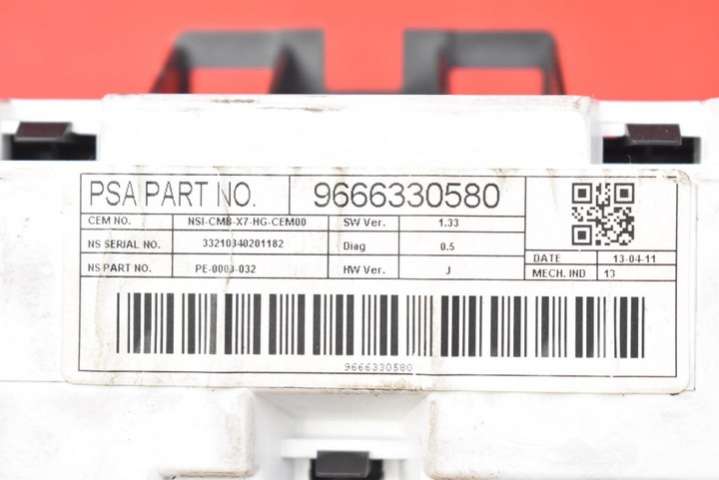 PSA PART NO. 9666330580
CEM NO. NSI-CMB-X7-HG-CEM00 SW Ver. 1.33
NS SERIAL NO. 33210340201182 Diag 0.5
NS PART NO. PE-0003-032 HW Ver. J
DATE 13-04-11
MECH. IND 13
9666330580